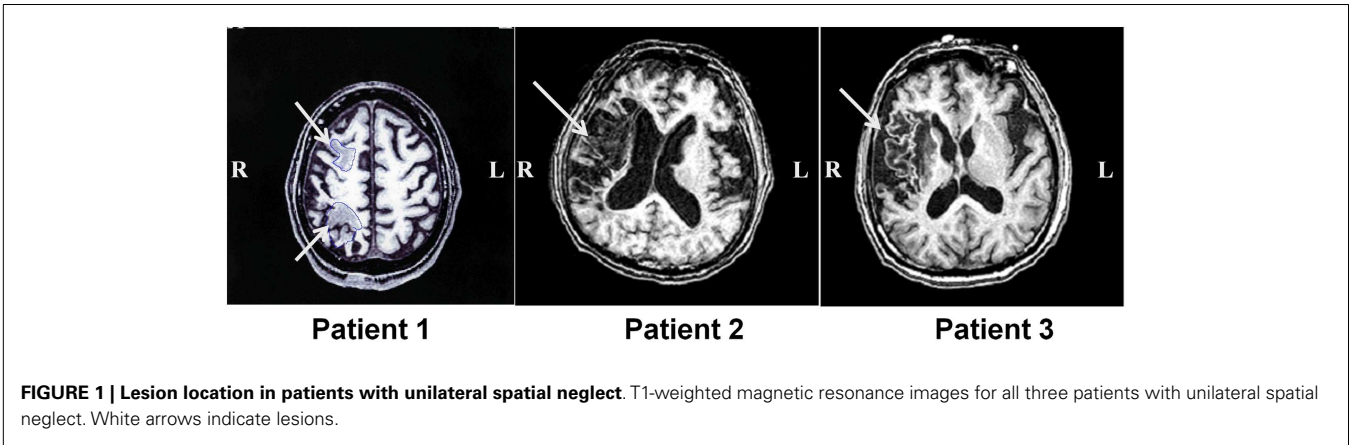 R L R L R L
Patient 1 Patient 2 Patient 3
FIGURE 1 | Lesion location in patients with unilateral spatial neglect. T1-weighted magnetic resonance images for all three patients with unilateral spatial
neglect. White arrows indicate lesions.